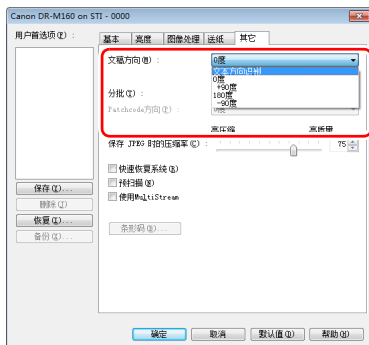 Canon DR-M160 on STI - 0000
用户首选项(P) :
基本 亮度 图像处理 送纸 其它
文稿方向(M) : 0度
文本方向识别
0度
+90度
180度
-90度
分批(T) :
Patchcode方向(T) : 0度
高压缩 高质量
保存 JPEG 时的压缩率(C) : 75
快速恢复系统(R)
预扫描(E)
使用MultiStream
条形码(B)...
保存(S)...
删除(J)
恢复(K)...
备份(K)...
确定 取消 默认值(D) 帮助(H)